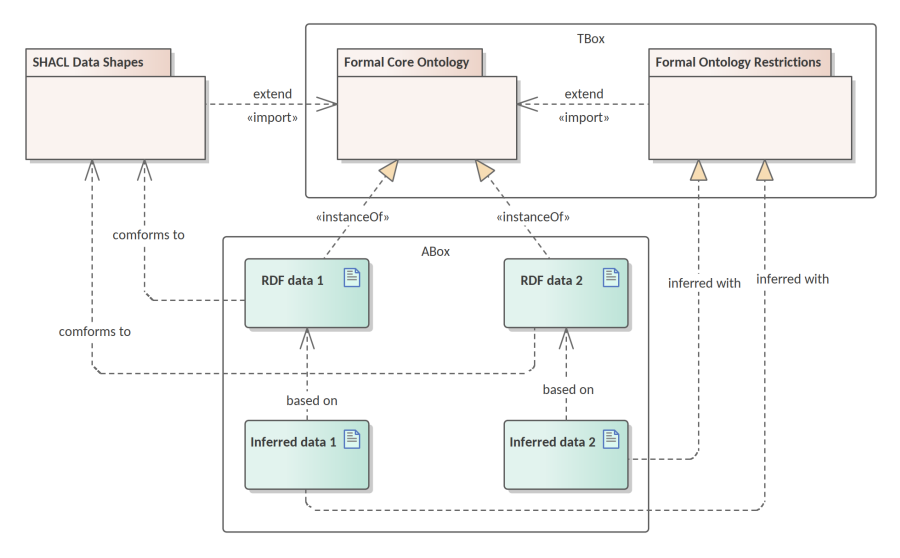 TBox
SHACL Data Shapes
Formal Core Ontology
Formal Ontology Restrictions
extend
«import»
extend
«import»
«instanceOf»
«instanceOf»
comforms to
ABox
RDF data 1
RDF data 2
inferred with
inferred with
comforms to
based on
based on
Inferred data 1
Inferred data 2